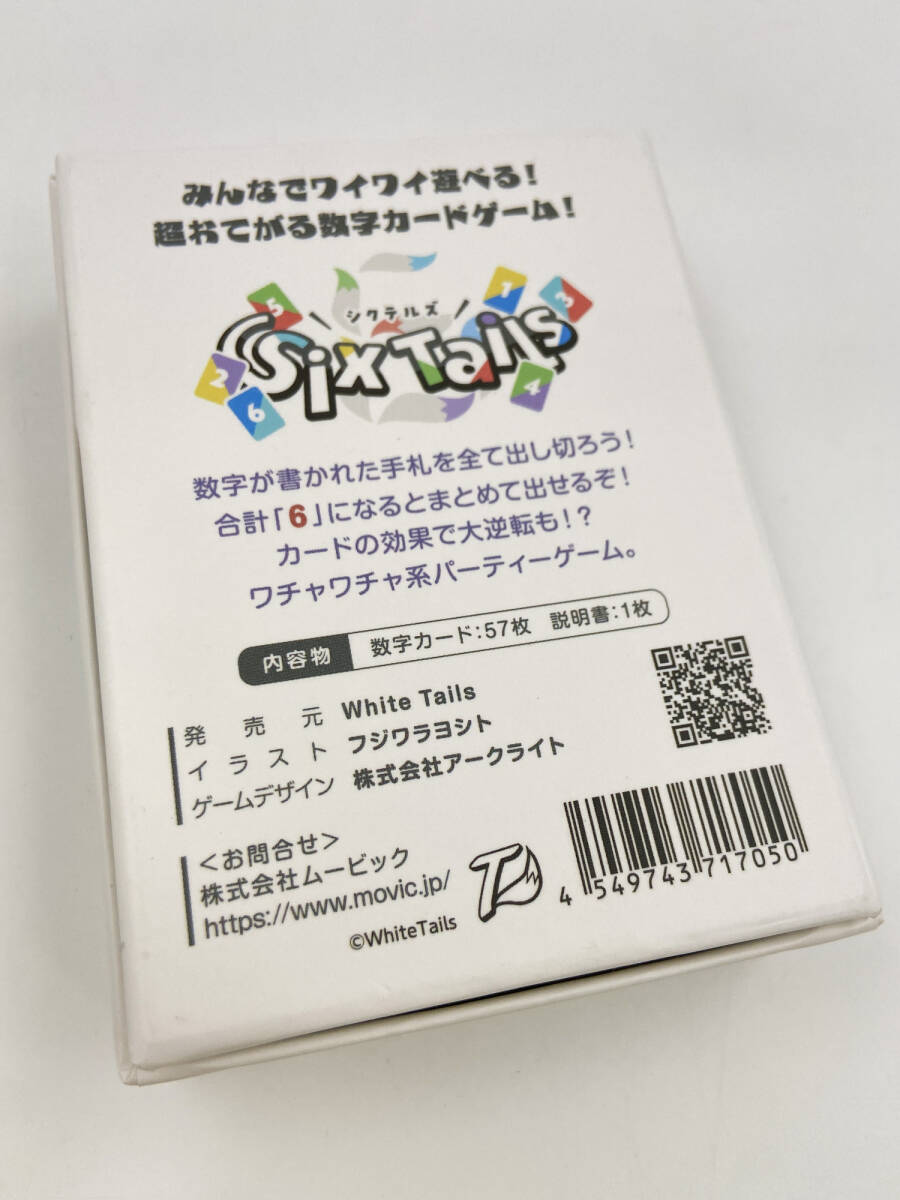 みんなでワイワイ遊べる!
超おてがる数字カードゲーム!
シクテルズ
Six Tails
5
1
3
2
6
4
数字が書かれた手札を全て出し切ろう!
合計「6」になるとまとめて出せるぞ!
カードの効果で大逆転も!?
ワチャワチャ系パーティーゲーム。
内容物 数字カード:57枚 説明書:1枚
発売元 White Tails
イラスト フジワラヨシト
ゲームデザイン 株式会社アークライト
<お問合せ>
株式会社ムービック
https://www.movic.jp/
©WhiteTails
4 549743 717050